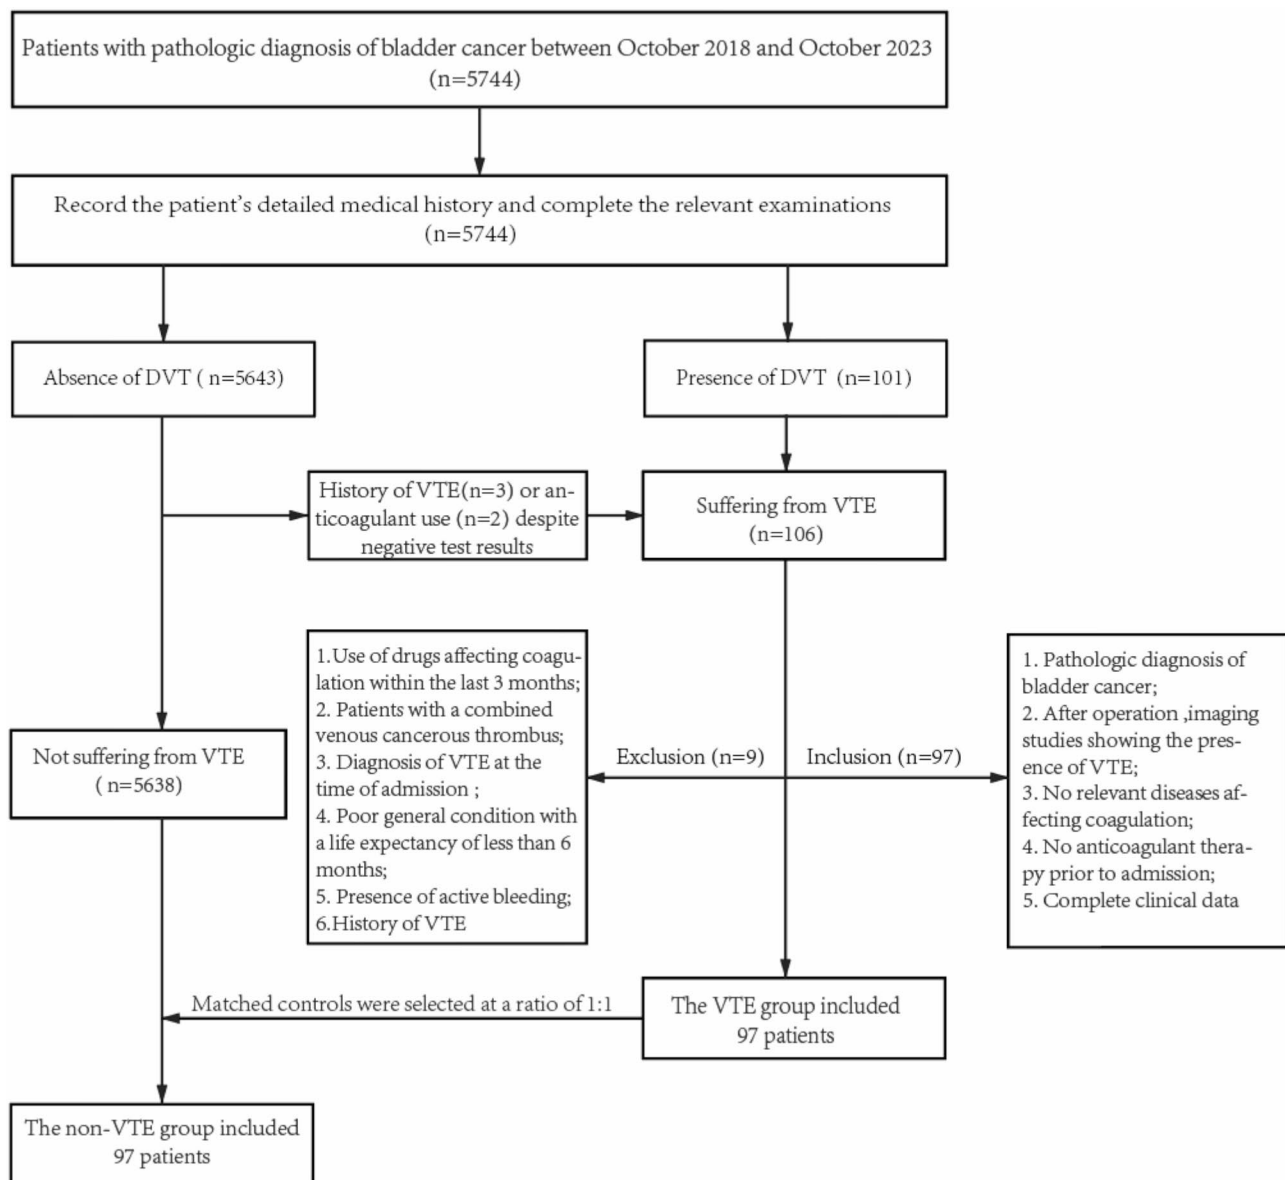 Patients with pathologic diagnosis of bladder cancer between October 2018 and October 2023
(n=5744)
Record the patient's detailed medical history and complete the relevant examinations
(n=5744)
Absence of DVT ( n=5643)
Presence of DVT (n=101)
History of VTE(n=3) or an-
ticoagulant use (n=2) despite
negative test results
Suffering from VTE
(n=106)
1.Use of drugs affecting coagu-
lation within the last 3 months;
2. Patients with a combined
venous cancerous thrombus;
3. Diagnosis of VTE at the
time of admission ;
4. Poor general condition with
a life expectancy of less than 6
months;
5. Presence of active bleeding;
6.History of VTE
Not suffering from VTE
( n=5638)
Exclusion (n=9)
Inclusion (n=97)
1. Pathologic diagnosis of
bladder cancer;
2. After operation ,imaging
studies showing the pres-
ence of VTE;
3. No relevant diseases af-
fecting coagulation;
4. No anticoagulant thera-
py prior to admission;
5. Complete clinical data
Matched controls were selected at a ratio of 1:1
The VTE group included
97 patients
The non-VTE group included
97 patients